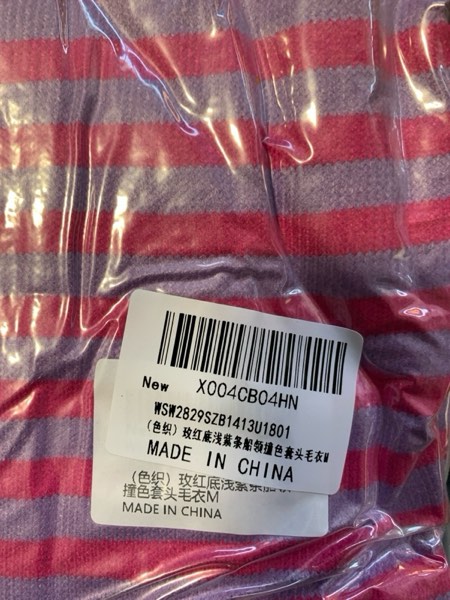 New X004CB04HN
WSW2829SZB1413U1801
(色织)玫红底浅紫条船领撞色套头毛衣M
MADE IN CHINA
(色织)玫红底浅紫条船领
撞色套头毛衣M
MADE IN CHINA